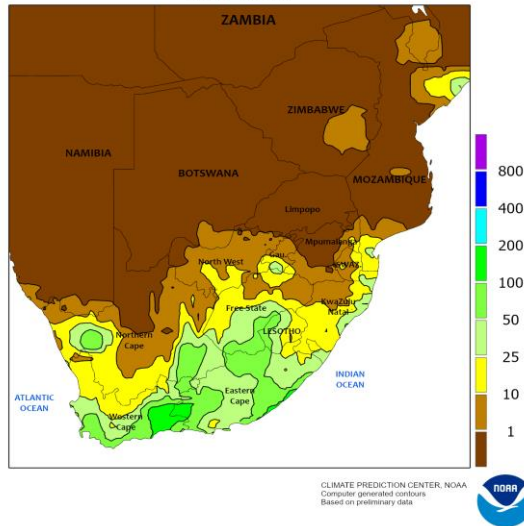 ZAMBIA
ZIMBABWE
NAMIBIA
BOTSWANA
MOZAMBIQUE
Limpopo
Mpumalanga
North West
Gau
SWAZ
Free State
KwaZulu
Natal
LESOTHO
Northern
Cape
INDIAN
OCEAN
ATLANTIC
OCEAN
Eastern
Cape
Western
Cape
800
400
200
100
50
25
10
1
CLIMATE PREDICTION CENTER, NOAA
Computer generated contours
Based on preliminary data
NOAA